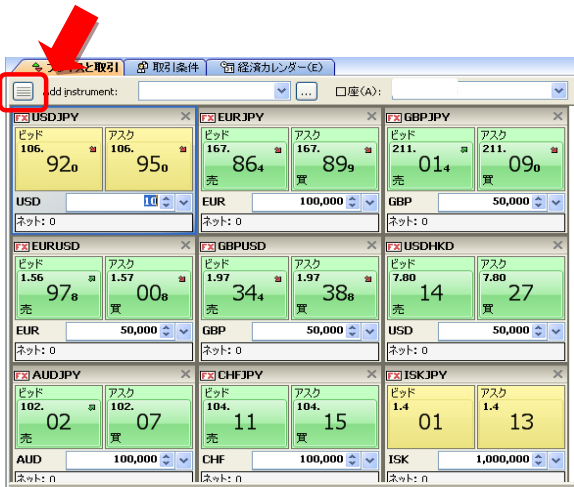 と取引 取引条件 経済カレンダー(E)
Add instrument: ... 口座(A):
FX USDJPY FX EURJPY FX GBPJPY
ビッド アスク ビッド アスク ビッド アスク
106. 106. 167. 167. 211. 211.
920 950 864 899 014 090
売 買 売 買
USD 10 EUR 100,000 GBP 50,000
ネット: 0 ネット: 0 ネット: 0
FX EURUSD FX GBPUSD FX USDHKD
ビッド アスク ビッド アスク ビッド アスク
1.56 1.57 1.97 1.97 7.80 7.80
978 008 344 388 14 27
売 買 売 買 売 買
EUR 50,000 GBP 50,000 USD 50,000
ネット: 0 ネット: 0 ネット: 0
FX AUDJPY FX CHFJPY FX ISKJPY
ビッド アスク ビッド アスク ビッド アスク
102. 102. 104. 104. 1.4 1.4
02 07 11 15 01 13
売 買 売 買
AUD 100,000 CHF 100,000 ISK 1,000,000
ネット: 0 ネット: 0 ネット: 0